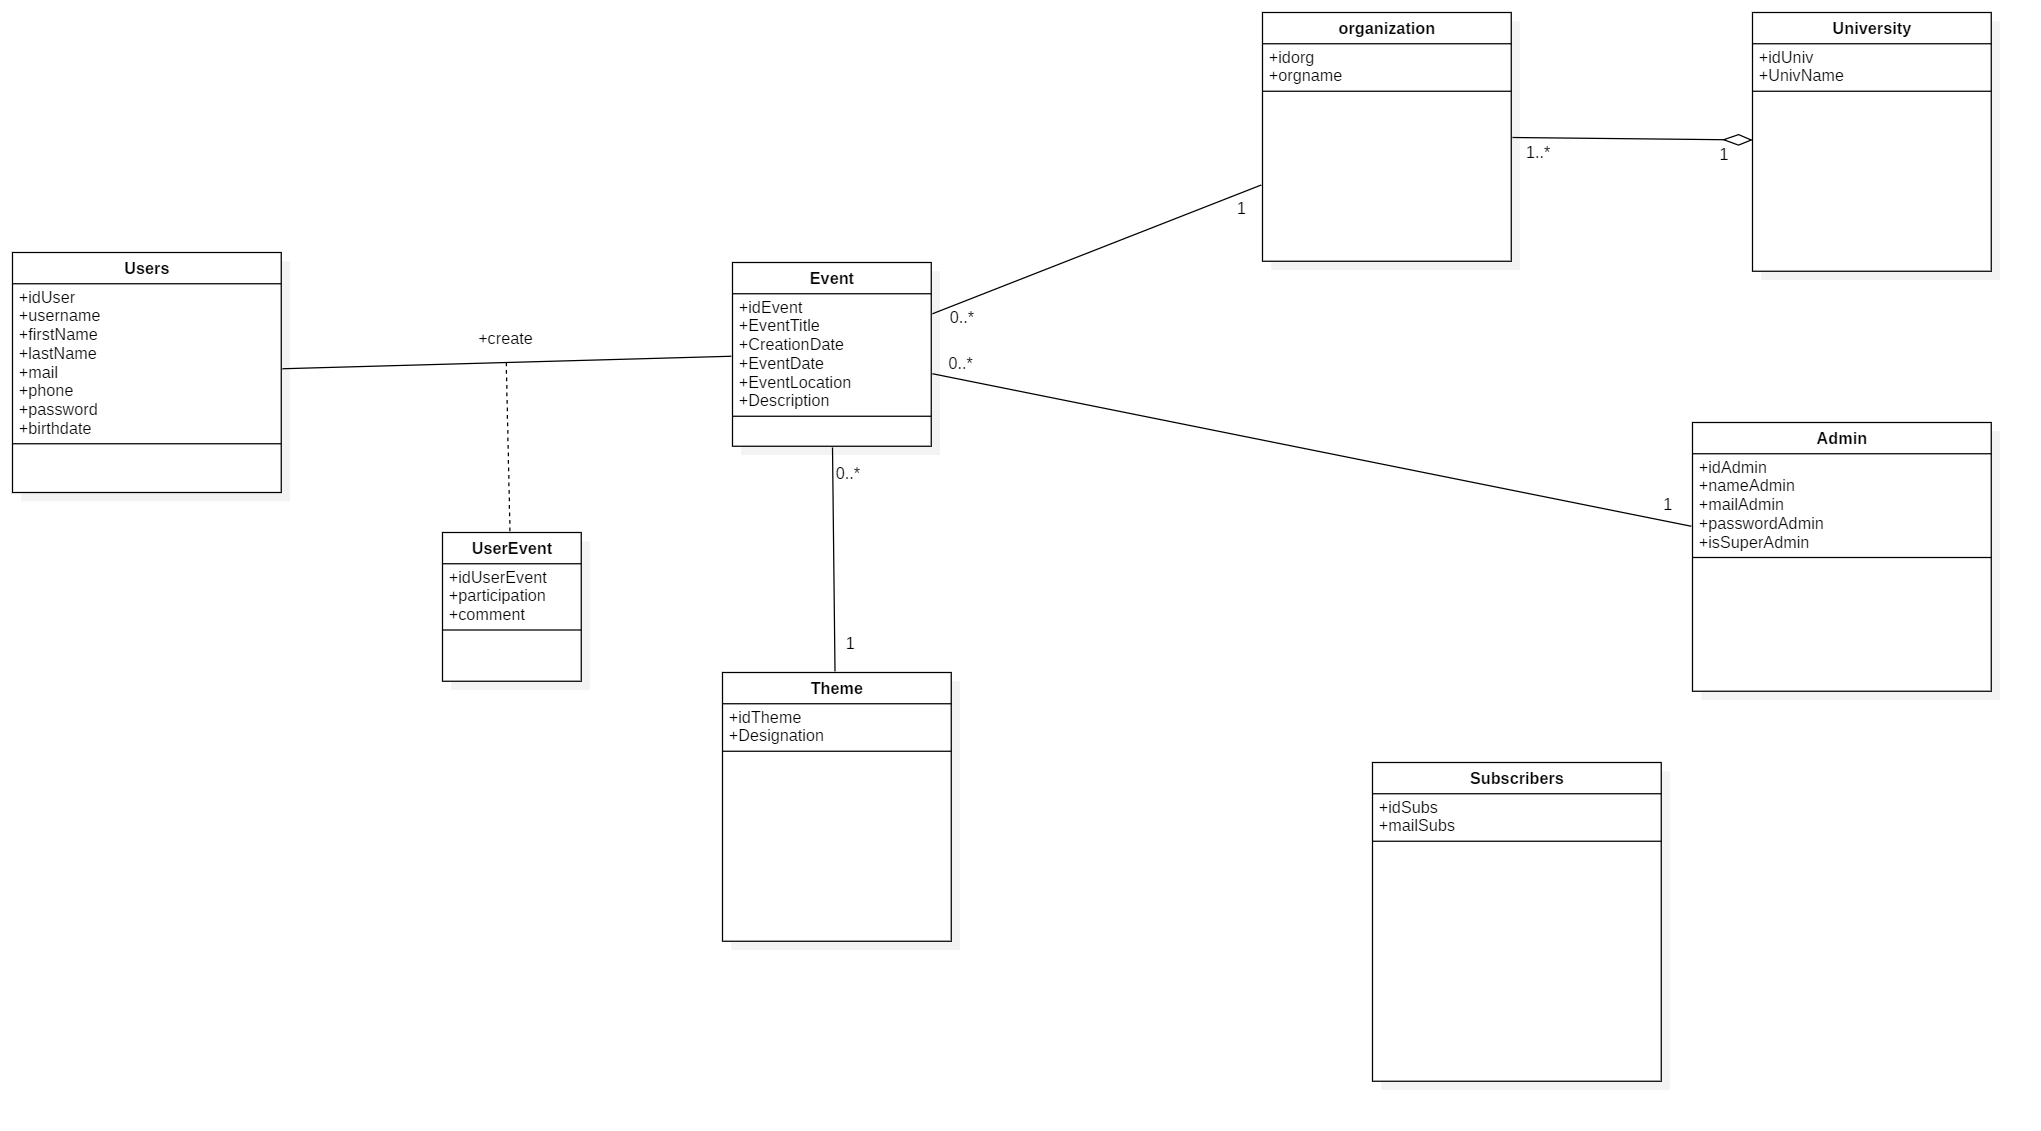 organization
+idorg
+orgname
University
+idUniv
+UnivName
1..*
1
1
Users
+idUser
+username
+firstName
+lastName
+mail
+phone
+password
+birthdate
+create
Event
+idEvent
+EventTitle
+CreationDate
+EventDate
+EventLocation
+Description
0..*
0..*
0..*
1
Admin
+idAdmin
+nameAdmin
+mailAdmin
+passwordAdmin
+isSuperAdmin
1
UserEvent
+idUserEvent
+participation
+comment
Theme
+idTheme
+Designation
Subscribers
+idSubs
+mailSubs